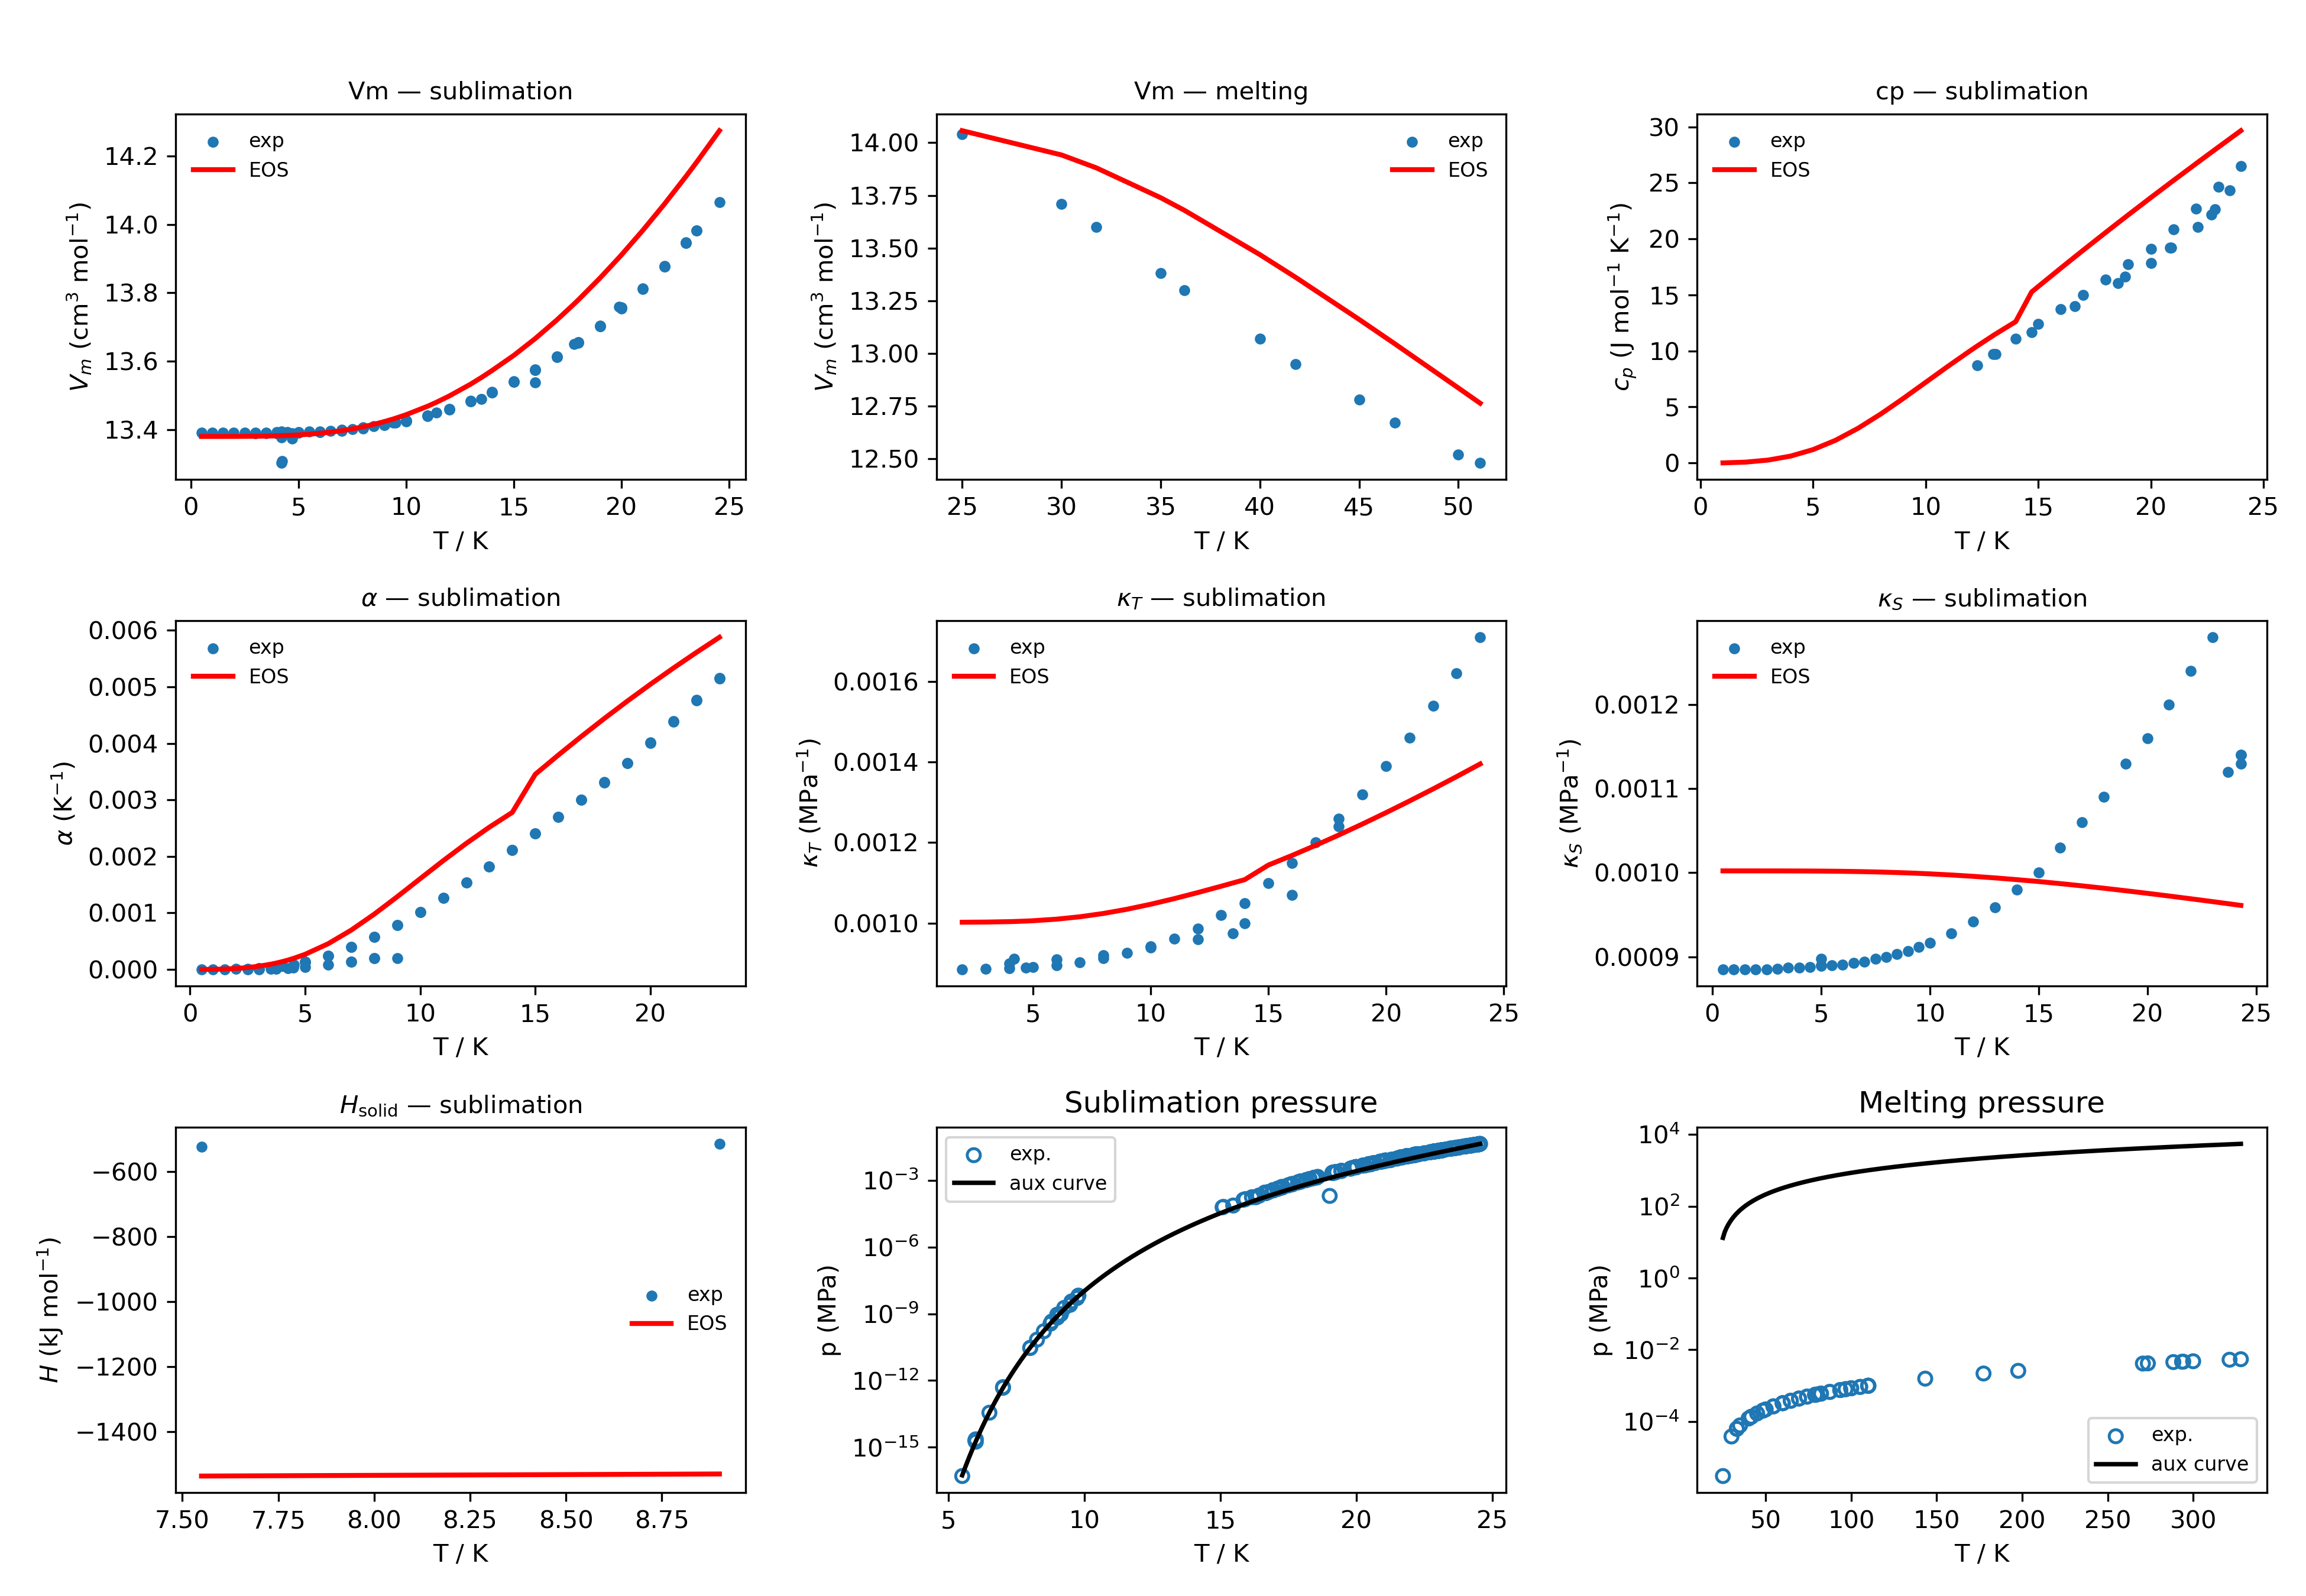 Vm — sublimation
14.2
14.0
13.8
13.6
13.4
V_m (cm³ mol⁻¹)
exp
EOS
0 5 10 15 20 25
T / K
Vm — melting
14.00
13.75
13.50
13.25
13.00
12.75
12.50
V_m (cm³ mol⁻¹)
exp
EOS
25 30 35 40 45 50
T / K
cp — sublimation
30
25
20
15
10
5
0
c_p (J mol⁻¹ K⁻¹)
exp
EOS
0 5 10 15 20 25
T / K
α — sublimation
0.006
0.005
0.004
0.003
0.002
0.001
0.000
α (K⁻¹)
exp
EOS
0 5 10 15 20
T / K
κ_T — sublimation
0.0016
0.0014
0.0012
0.0010
κ_T (MPa⁻¹)
exp
EOS
5 10 15 20 25
T / K
κ_S — sublimation
0.0012
0.0011
0.0010
0.0009
κ_S (MPa⁻¹)
exp
EOS
0 5 10 15 20 25
T / K
H_solid — sublimation
−600
−800
−1000
−1200
−1400
H (kJ mol⁻¹)
exp
EOS
7.50 7.75 8.00 8.25 8.50 8.75
T / K
Sublimation pressure
10⁻³
10⁻⁶
10⁻⁹
10⁻¹²
10⁻¹⁵
p (MPa)
exp.
aux curve
5 10 15 20 25
T / K
Melting pressure
10⁴
10²
10⁰
10⁻²
10⁻⁴
p (MPa)
exp.
aux curve
50 100 150 200 250 300
T / K